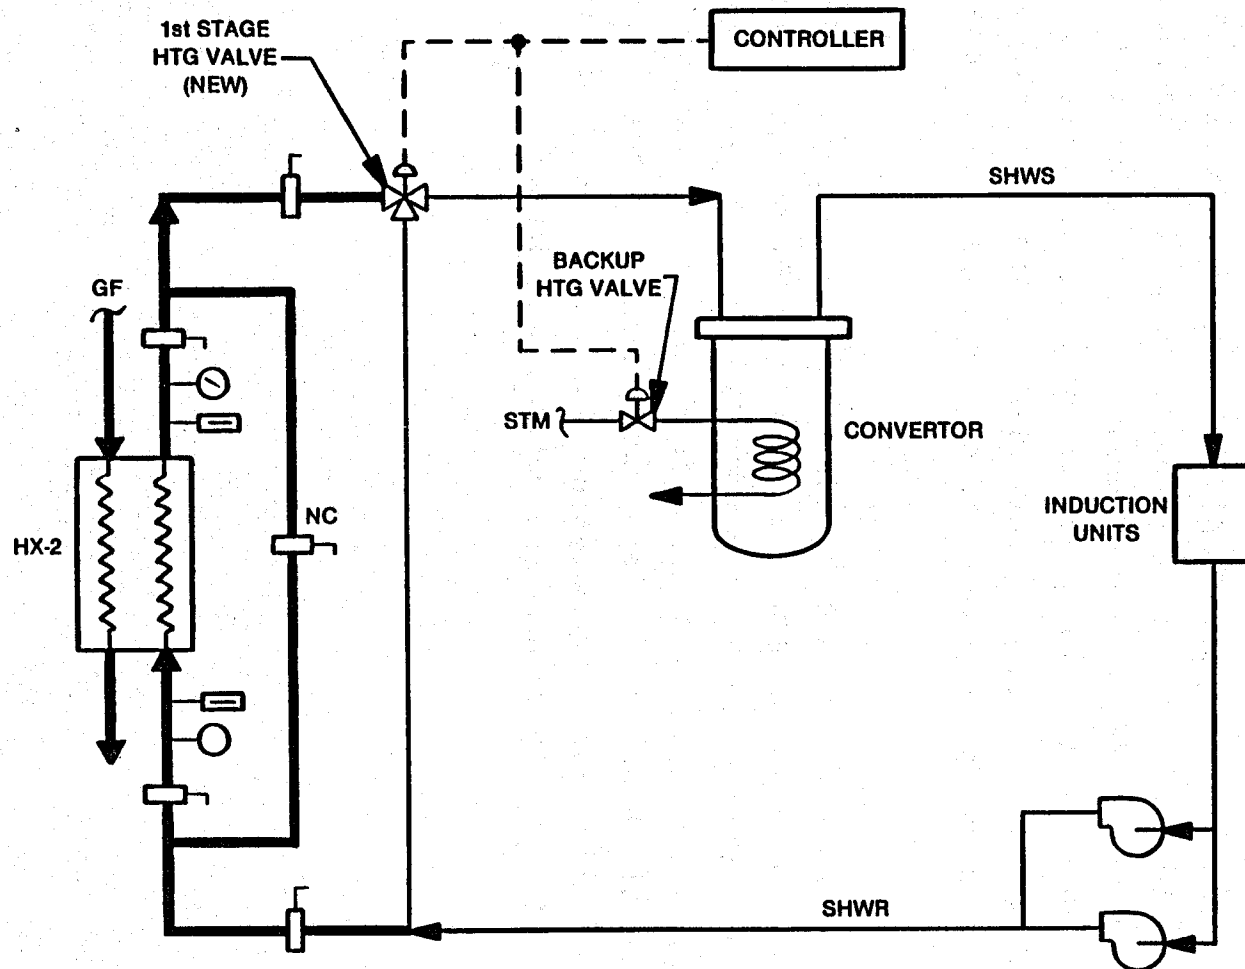 1st STAGE
HTG VALVE
(NEW)
CONTROLLER
SHWS
BACKUP
HTG VALVE
GF
STM
CONVERTOR
INDUCTION
UNITS
NC
HX-2
SHWR